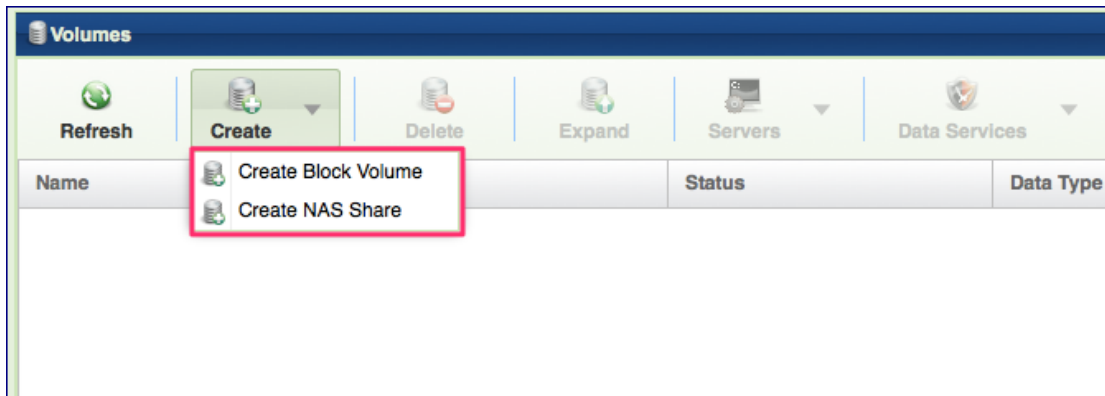 Volumes
Refresh Create Delete Expand Servers Data Services
Create Block Volume
Create NAS Share
Name Status Data Type